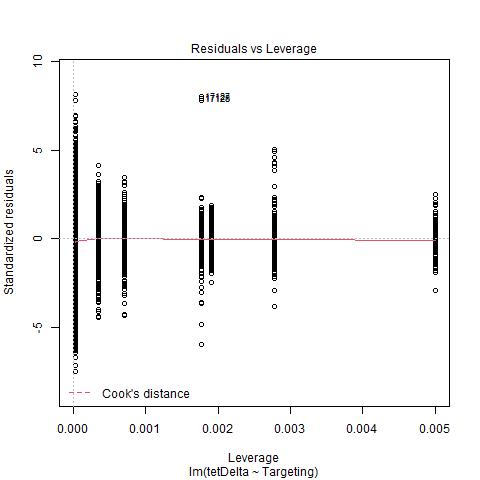 Residuals vs Leverage
10
5
0
-5
Standardized residuals
Cook's distance
0.000 0.001 0.002 0.003 0.004 0.005
Leverage
lm(tetDelta ~ Targeting)